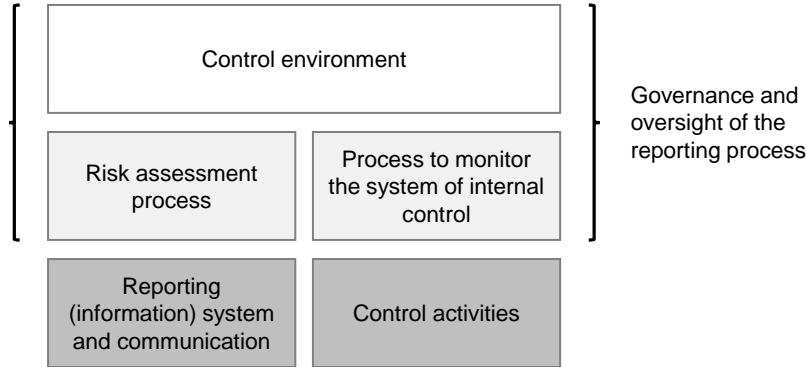 Control environment
Governance and
oversight of the
reporting process
Risk assessment
process
Process to monitor
the system of internal
control
Reporting
(information) system
and communication
Control activities